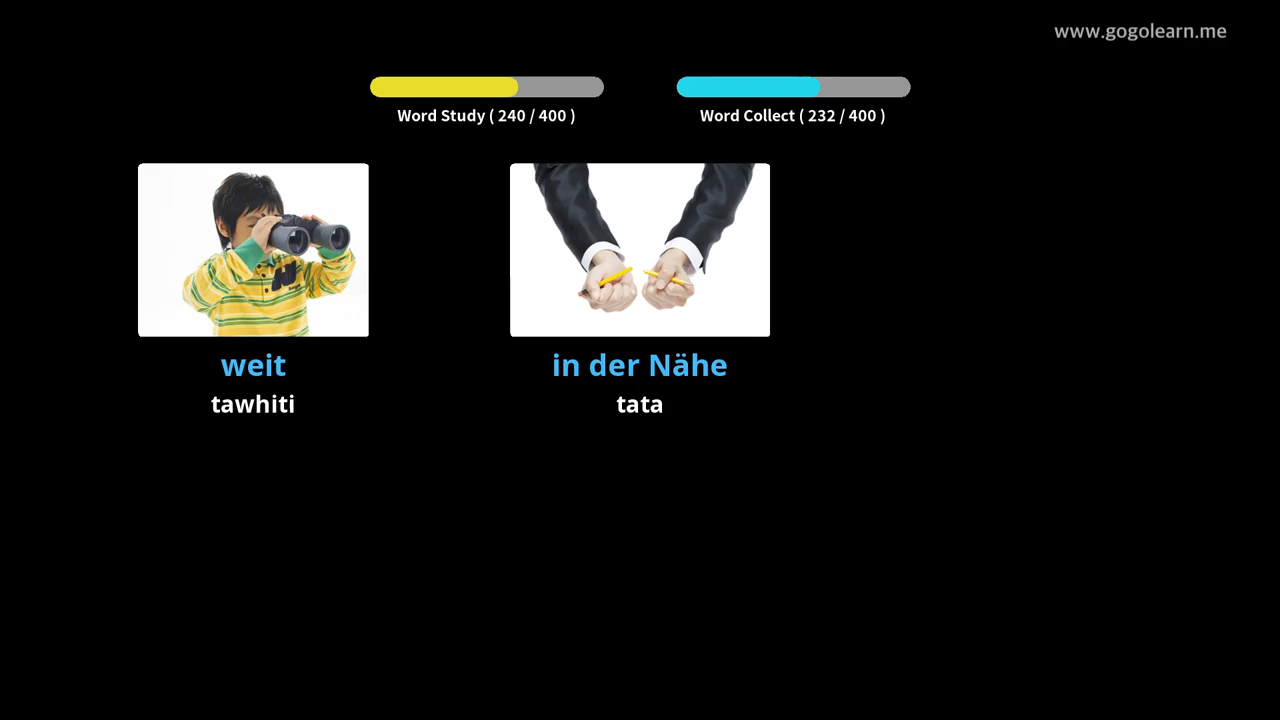 www.gogolearn.me
Word Study ( 240 / 400 )
Word Collect ( 232 / 400 )
weit
in der Nähe
tawhiti
tata